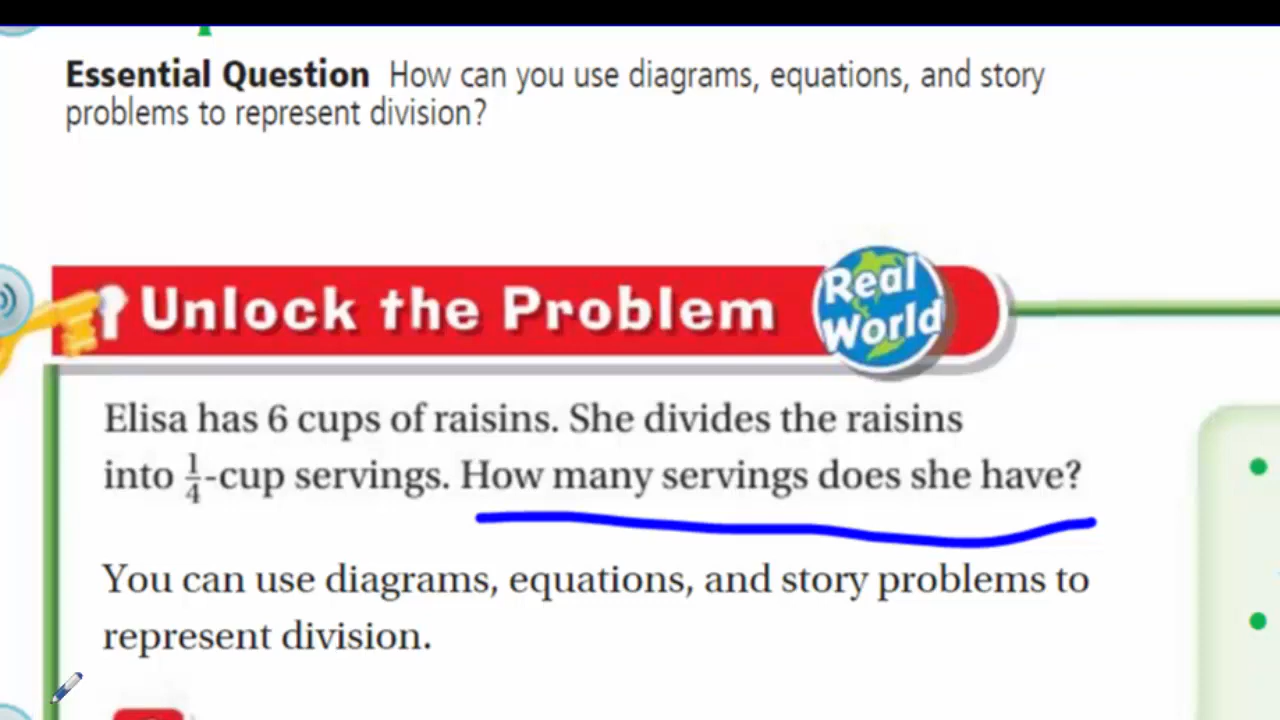 Essential Question How can you use diagrams, equations, and story
problems to represent division?
Unlock the Problem
Real
World
Elisa has 6 cups of raisins. She divides the raisins
into 1/4-cup servings. How many servings does she have?
You can use diagrams, equations, and story problems to
represent division.